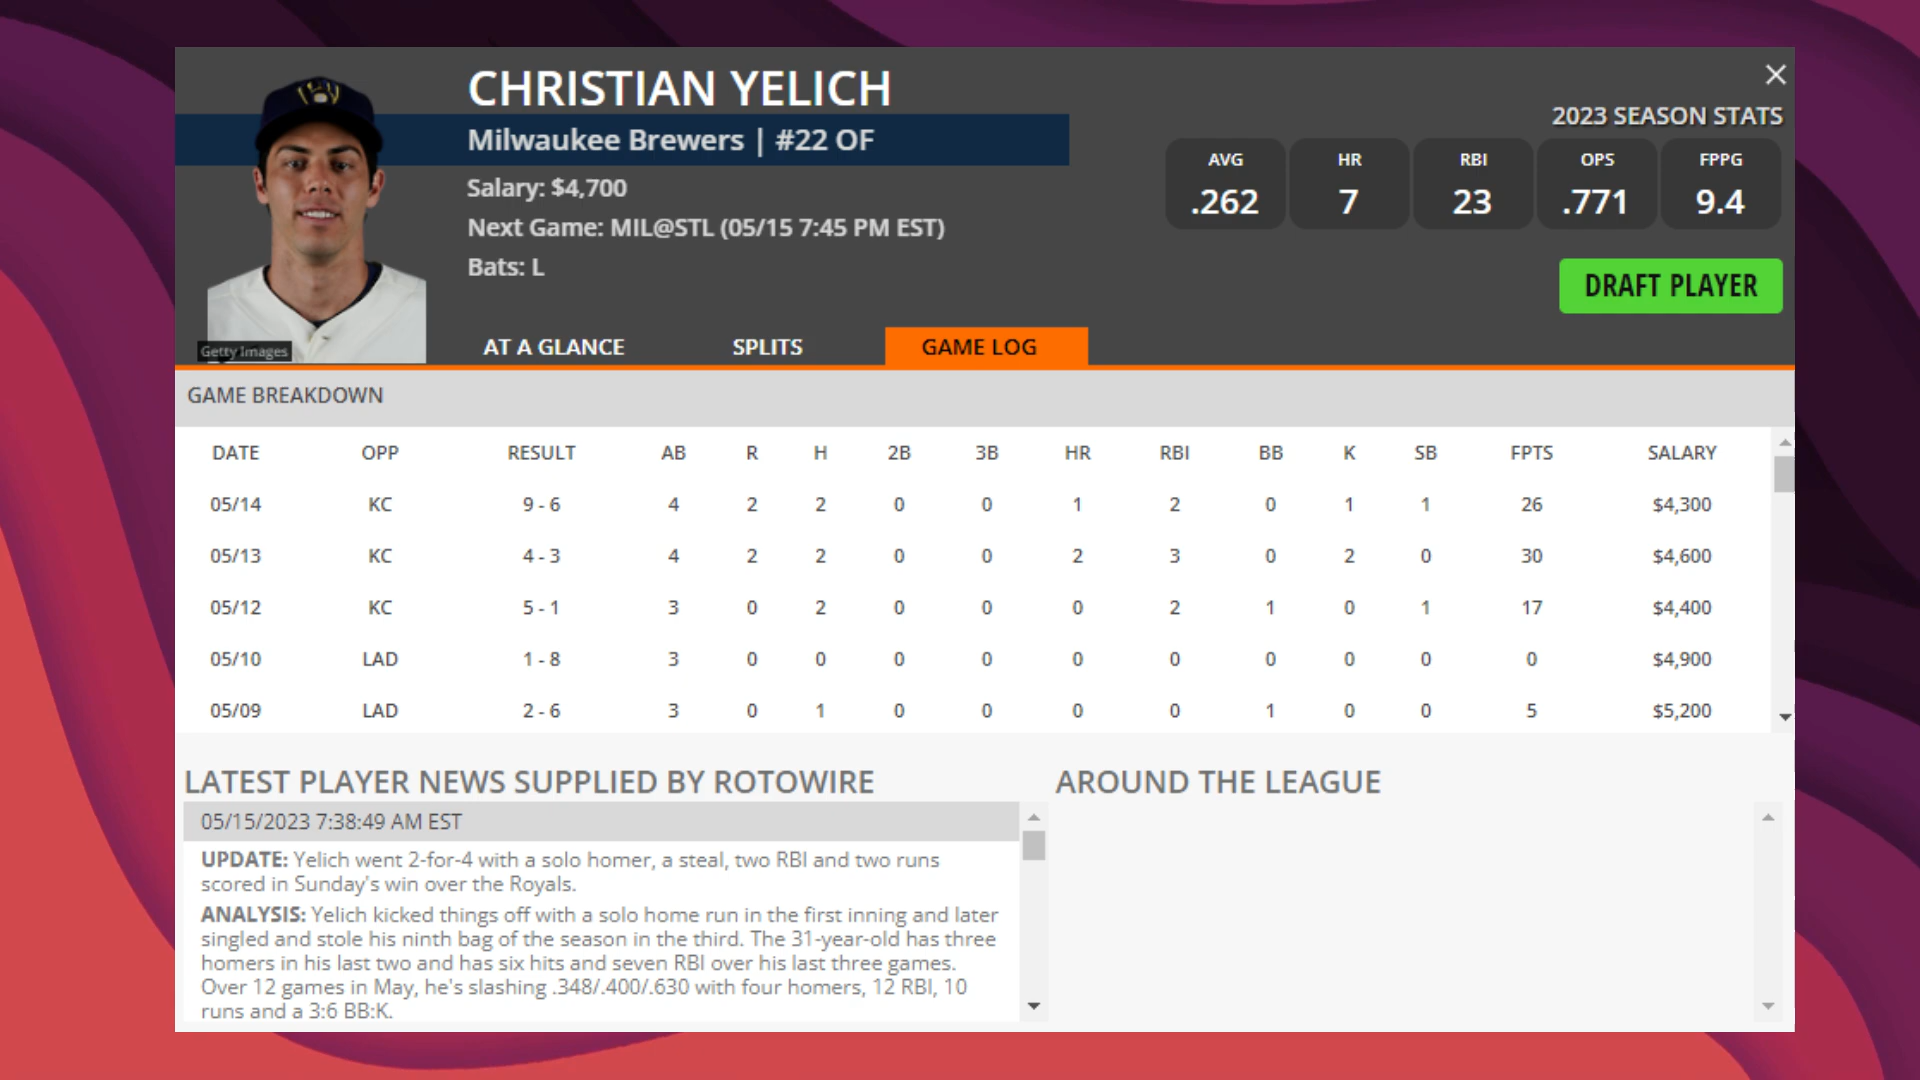 CHRISTIAN YELICH
Milwaukee Brewers | #22 OF
Salary: $4,700
Next Game: MIL@STL (05/15 7:45 PM EST)
Bats: L
Getty Images
2023 SEASON STATS
AVG HR RBI OPS FPPG
.262 7 23 .771 9.4
DRAFT PLAYER
AT A GLANCE SPLITS GAME LOG
GAME BREAKDOWN
DATE OPP RESULT AB R H 2B 3B HR RBI BB K SB FPTS SALARY
05/14 KC 9 - 6 4 2 2 0 0 1 2 0 1 1 26 $4,300
05/13 KC 4 - 3 4 2 2 0 0 2 3 0 2 0 30 $4,600
05/12 KC 5 - 1 3 0 2 0 0 0 2 1 0 1 17 $4,400
05/10 LAD 1 - 8 3 0 0 0 0 0 0 0 0 0 0 $4,900
05/09 LAD 2 - 6 3 0 1 0 0 0 0 1 0 0 5 $5,200
LATEST PLAYER NEWS SUPPLIED BY ROTOWIRE
05/15/2023 7:38:49 AM EST
UPDATE: Yelich went 2-for-4 with a solo homer, a steal, two RBI and two runs
scored in Sunday's win over the Royals.
ANALYSIS: Yelich kicked things off with a solo home run in the first inning and later
singled and stole his ninth bag of the season in the third. The 31-year-old has three
homers in his last two and has six hits and seven RBI over his last three games.
Over 12 games in May, he's slashing .348/.400/.630 with four homers, 12 RBI, 10
runs and a 3:6 BB:K.
AROUND THE LEAGUE